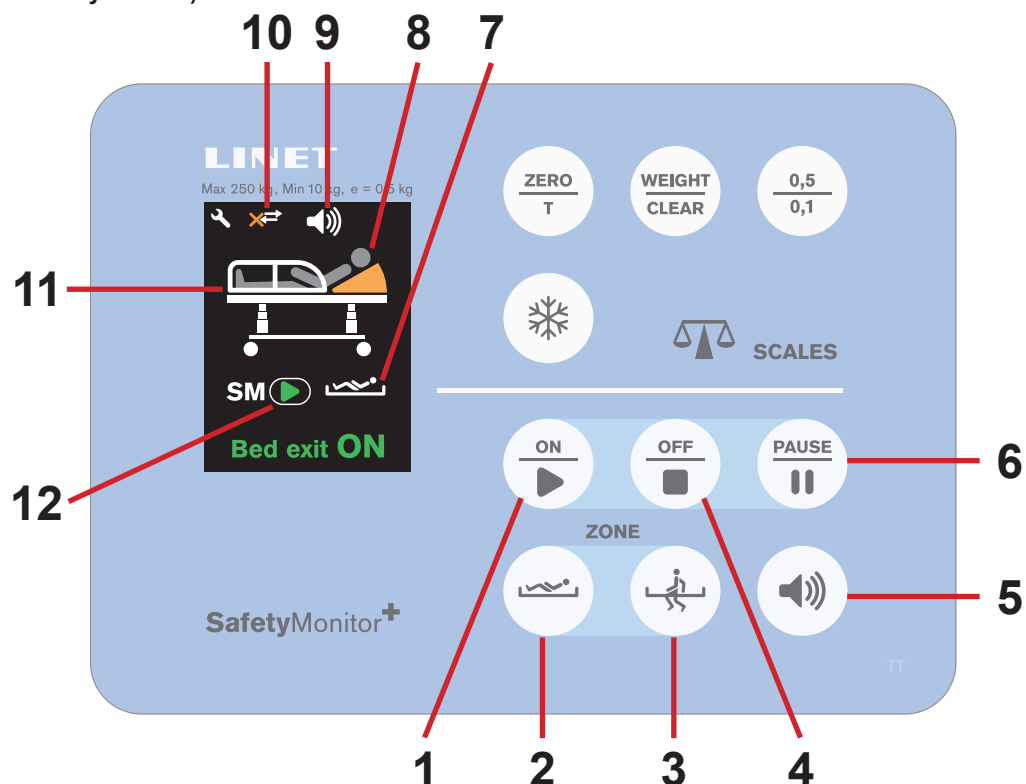 10 9 8 7
LINET
Max 250 kg, Min 10 kg, e = 0,5 kg
ZERO
T
WEIGHT
CLEAR
0,5
0,1
11
SCALES
SM
Bed exit ON
ON
OFF
PAUSE
6
12
ZONE
5
SafetyMonitor+
TT
1 2 3 4